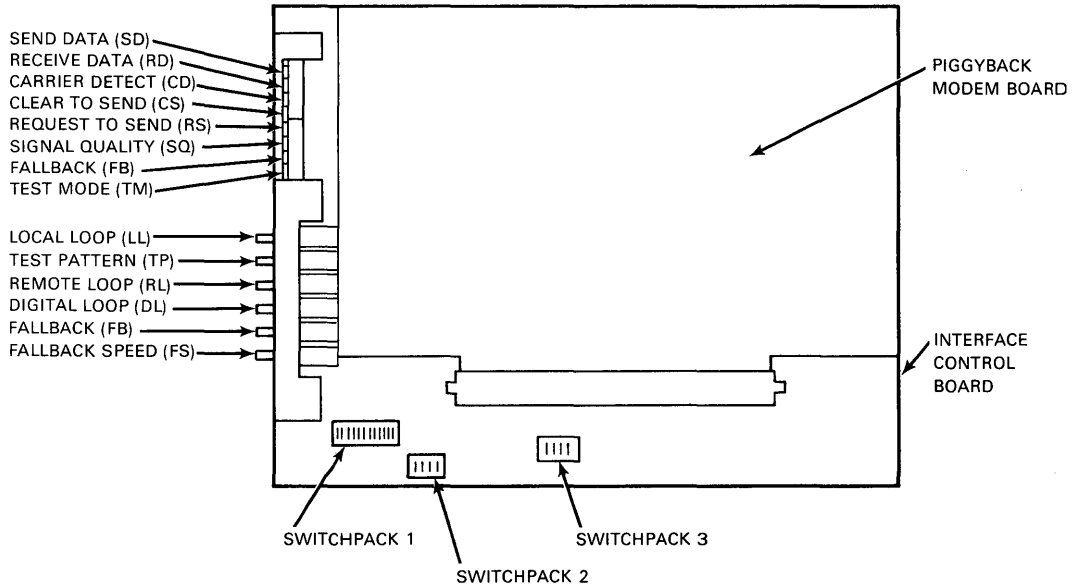 SEND DATA (SD)
RECEIVE DATA (RD)
CARRIER DETECT (CD)
CLEAR TO SEND (CS)
REQUEST TO SEND (RS)
SIGNAL QUALITY (SQ)
FALLBACK (FB)
TEST MODE (TM)
LOCAL LOOP (LL)
TEST PATTERN (TP)
REMOTE LOOP (RL)
DIGITAL LOOP (DL)
FALLBACK (FB)
FALLBACK SPEED (FS)
PIGGYBACK
MODEM BOARD
INTERFACE
CONTROL
BOARD
SWITCHPACK 1
SWITCHPACK 2
SWITCHPACK 3